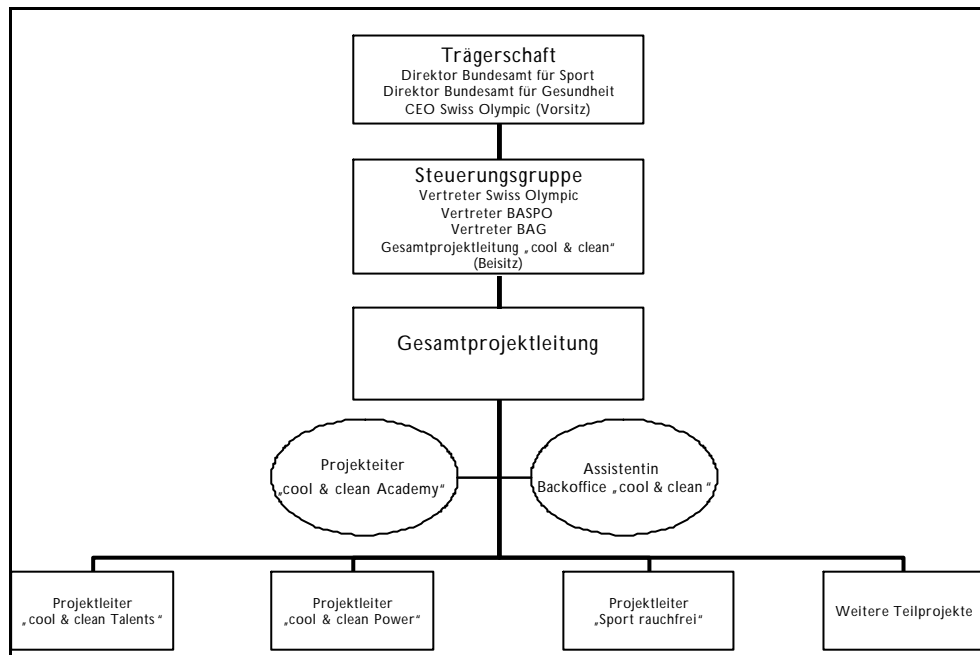 Trägerschaft
Direktor Bundesamt für Sport
Direktor Bundesamt für Gesundheit
CEO Swiss Olympic (Vorsitz)
Steuerungsgruppe
Vertreter Swiss Olympic
Vertreter BASPO
Vertreter BAG
Gesamtprojektleitung „cool & clean“
(Beisitz)
Gesamtprojektleitung
Projekteiter
„cool & clean Academy“
Assistentin
Backoffice „cool & clean“
Projektleiter
„cool & clean Talents“
Projektleiter
„cool & clean Power“
Projektleiter
„Sport rauchfrei“
Weitere Teilprojekte